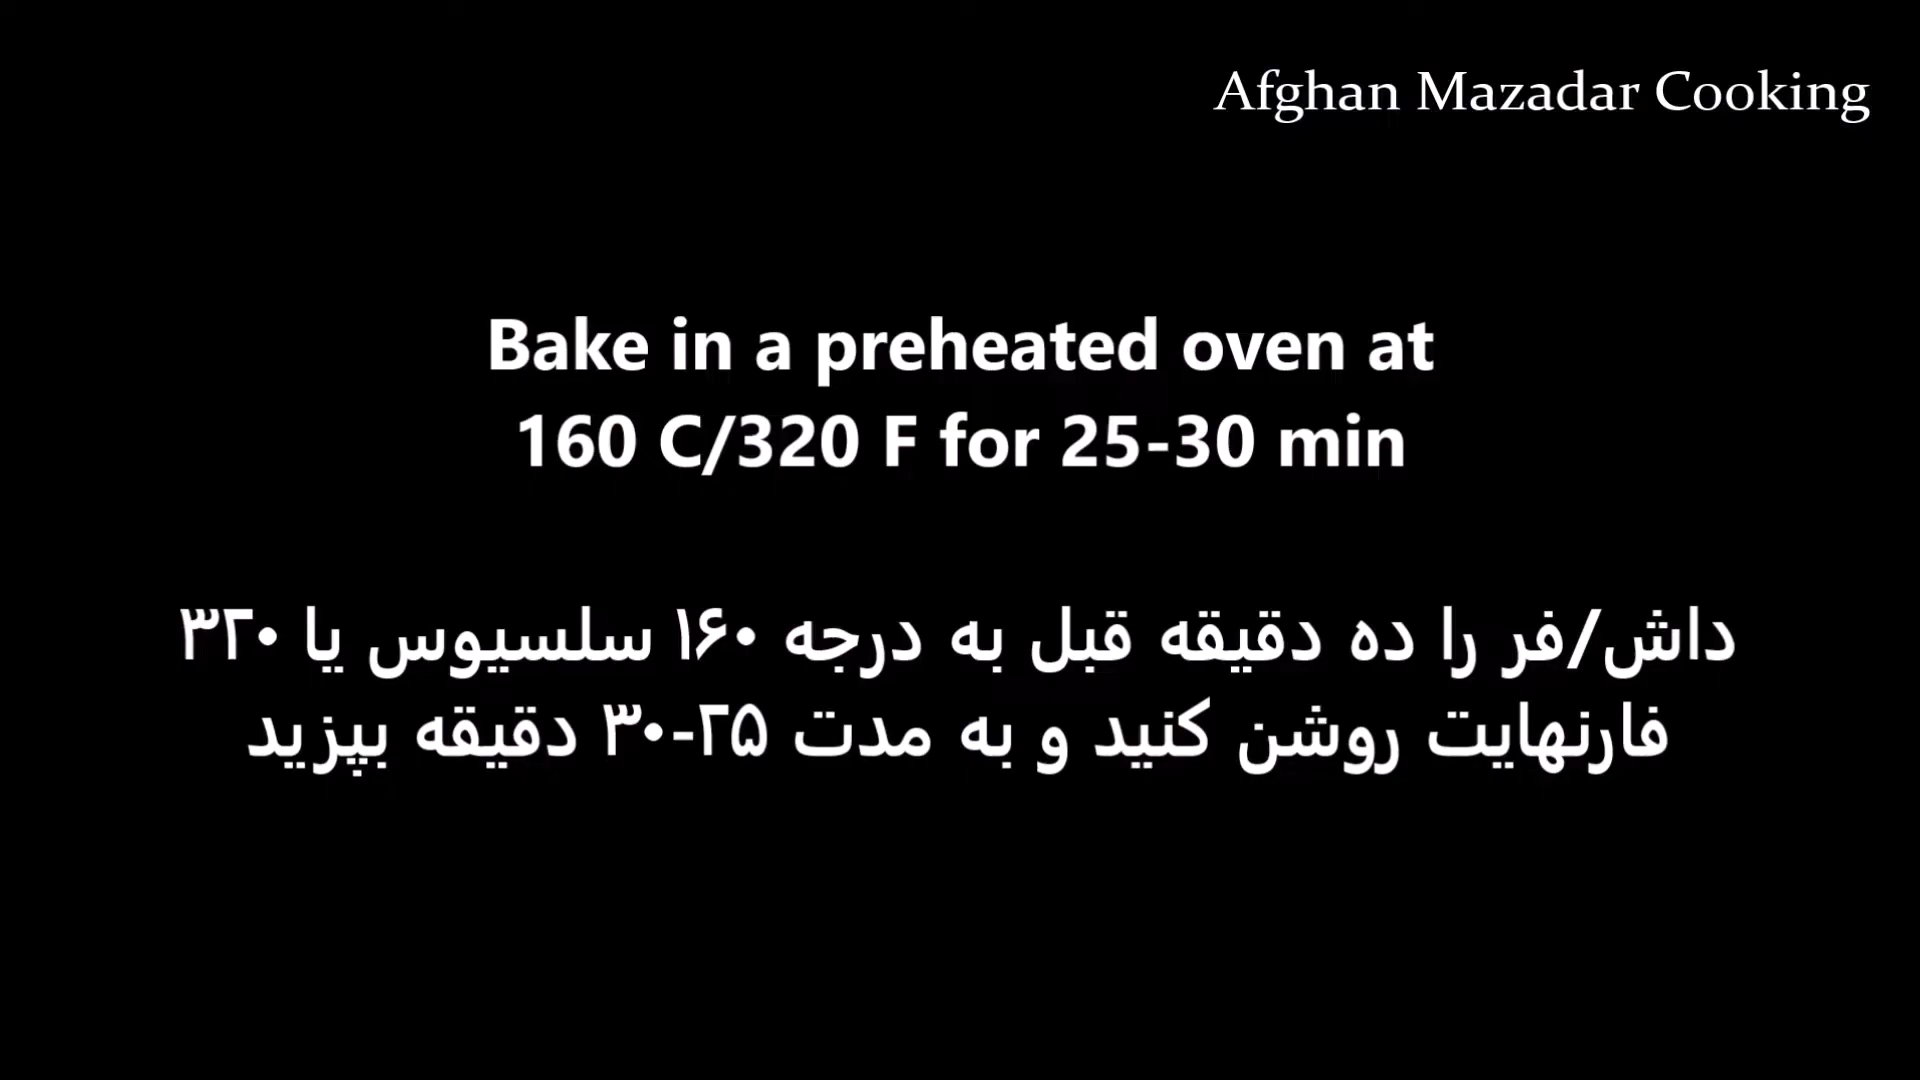 Afghan Mazadar Cooking
Bake in a preheated oven at
160 C/320 F for 25-30 min
داش/فر را ده دقیقه قبل به درجه ۱۶۰ سلسیوس یا ۳۲۰
فارنهایت روشن کنید و به مدت ۲۵-۳۰ دقیقه بپزید